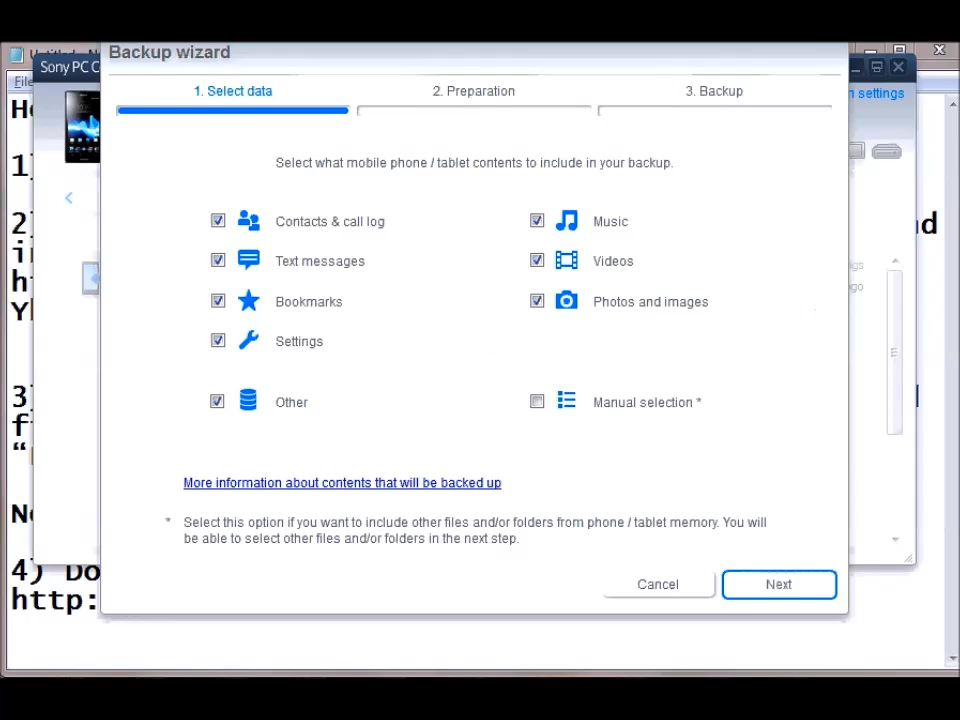 Backup wizard
Sony PC C
File
1. Select data
2. Preparation
3. Backup
settings
Select what mobile phone / tablet contents to include in your backup.
Contacts & call log
Music
Text messages
Videos
Bookmarks
Photos and images
Settings
Other
Manual selection *
More information about contents that will be backed up
* Select this option if you want to include other files and/or folders from phone / tablet memory. You will
be able to select other files and/or folders in the next step.
Cancel
Next
1)
2)
3)
4) Do
http: